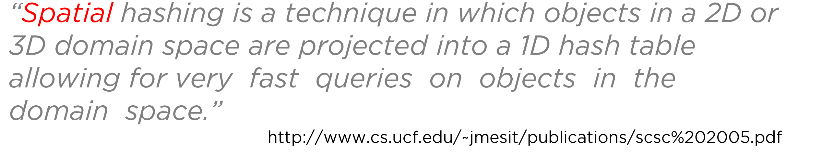 “Spatial hashing is a technique in which objects in a 2D or
3D domain space are projected into a 1D hash table
allowing for very fast queries on objects in the
domain space.”
http://www.cs.ucf.edu/~jmesit/publications/scsc%202005.pdf